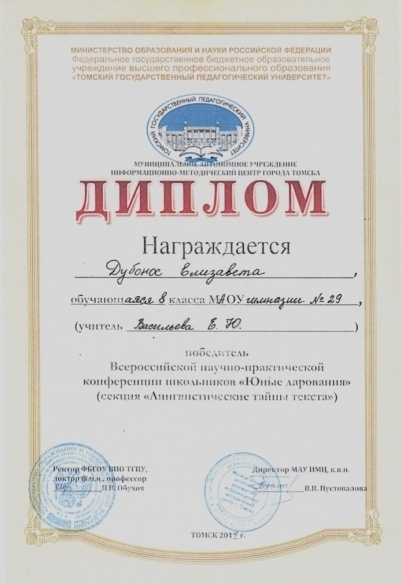 МИНИСТЕРСТВО ОБРАЗОВАНИЯ И НАУКИ РОССИЙСКОЙ ФЕДЕРАЦИИ
Федеральное государственное бюджетное образовательное
учреждение высшего профессионального образования
«ТОМСКИЙ ГОСУДАРСТВЕННЫЙ ПЕДАГОГИЧЕСКИЙ УНИВЕРСИТЕТ»
ТОМСКИЙ ГОСУДАРСТВЕННЫЙ ПЕДАГОГИЧЕСКИЙ УНИВЕРСИТЕТ
МУНИЦИПАЛЬНОЕ АВТОНОМНОЕ УЧРЕЖДЕНИЕ
ИНФОРМАЦИОННО-МЕТОДИЧЕСКИЙ ЦЕНТР ГОРОДА ТОМСКА
ДИПЛОМ
Награждается
Дубонос Елизавета,
обучающаяся 8 класса МАОУ гимназии № 29,
(учитель Васильева Е. Ю.)
победитель
Всероссийской научно-практической
конференции школьников «Юные дарования»
(секция «Лингвистические тайны текста»)
Ректор ФБГОУ ВПО ТГПУ,
доктор ф.м.н., профессор
В.В. Обухов
Директор МАУ ИМЦ, к.п.н.
В.В. Пустовалова
ТОМСК 2012 г.